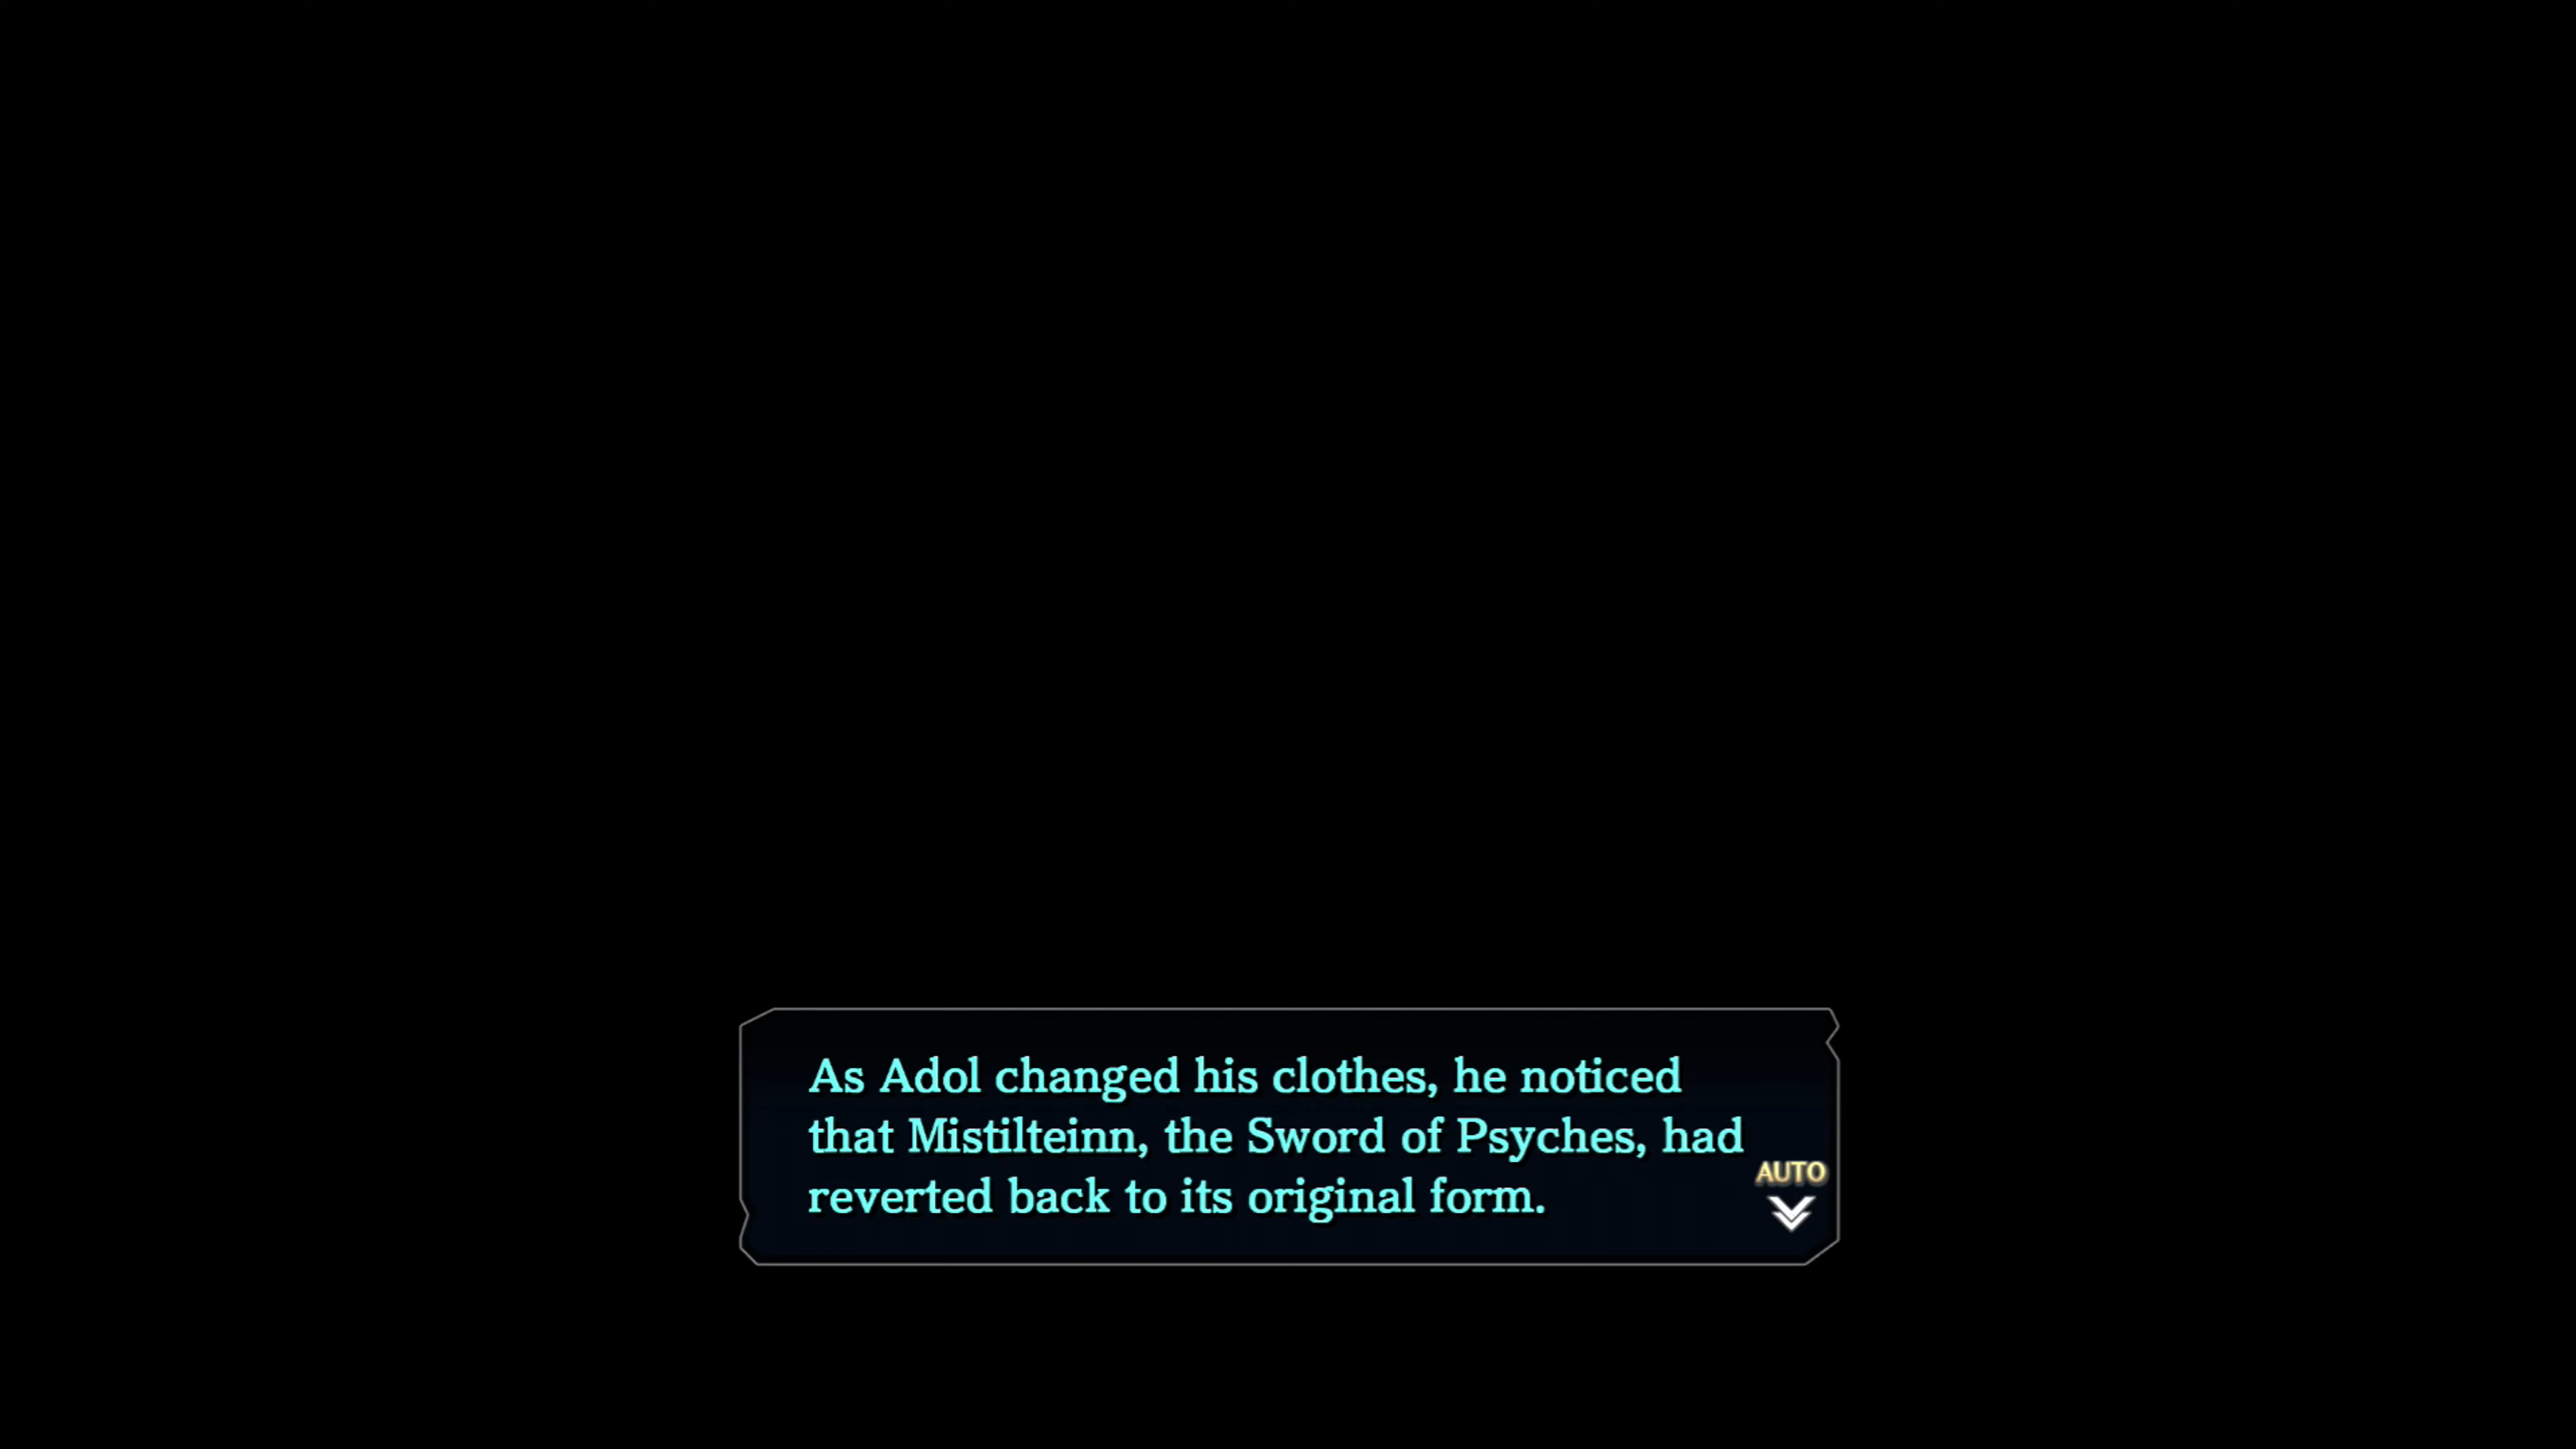 As Adol changed his clothes, he noticed
that Mistilteinn, the Sword of Psyches, had
reverted back to its original form.
AUTO